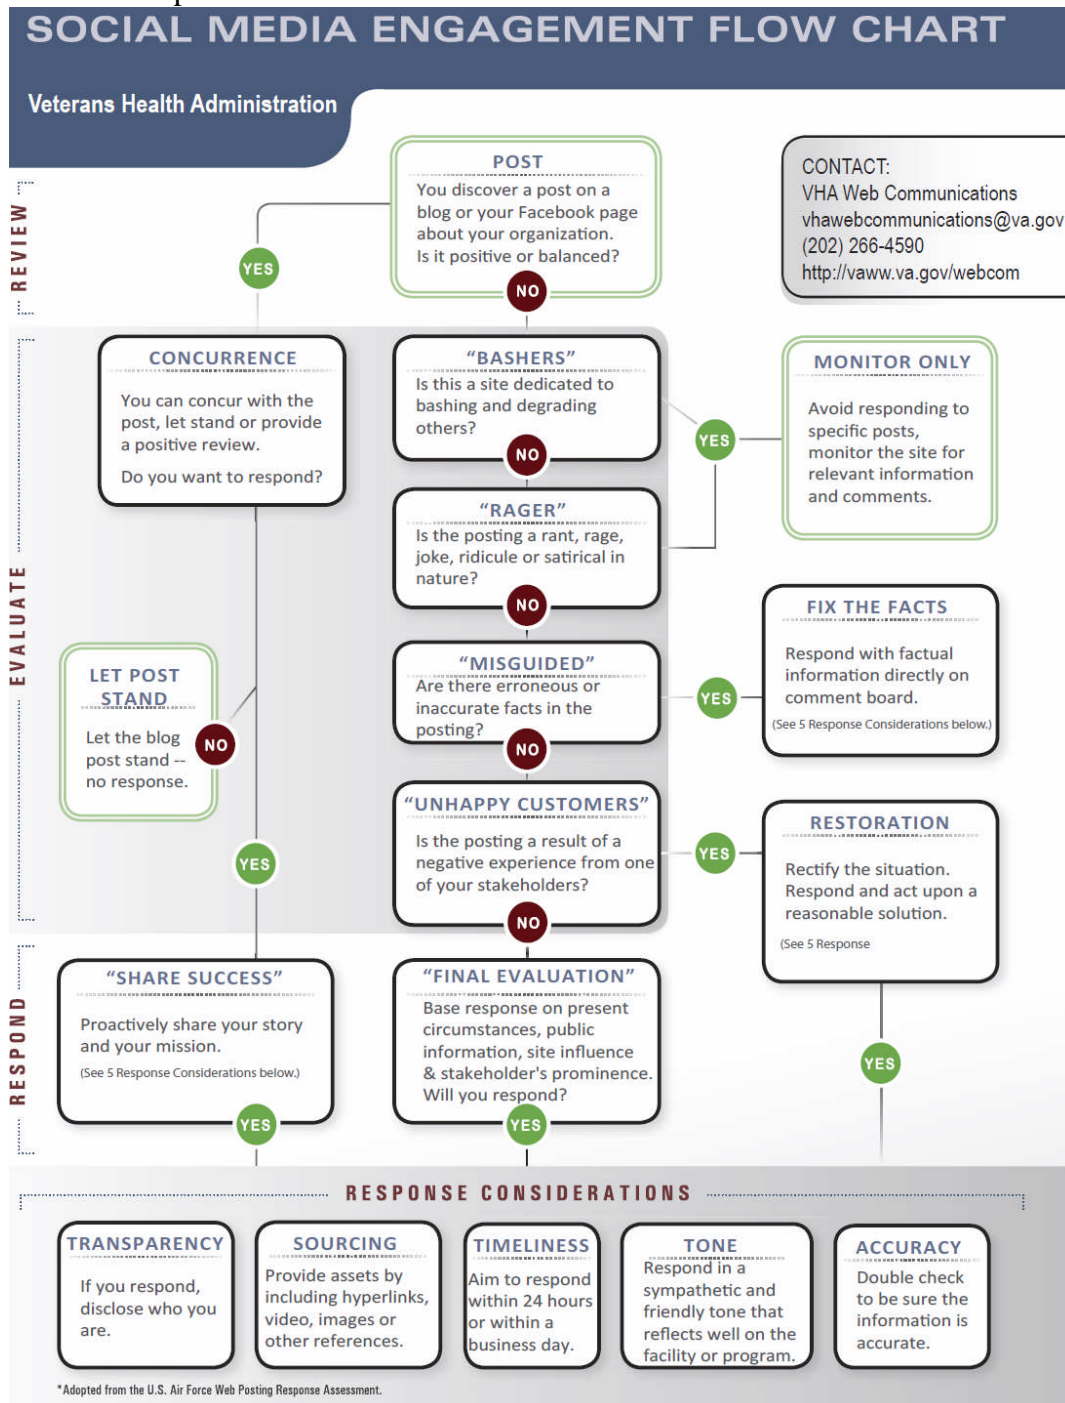 SOCIAL MEDIA ENGAGEMENT FLOW CHART
Veterans Health Administration
CONTACT:
VHA Web Communications
vhawebcommunications@va.gov
(202) 266-4590
http://vaww.va.gov/webcom
REVIEW
POST
You discover a post on a
blog or your Facebook page
about your organization.
Is it positive or balanced?
YES
NO
EVALUATE
CONCURRENCE
You can concur with the
post, let stand or provide
a positive review.
Do you want to respond?
"BASHERS"
Is this a site dedicated to
bashing and degrading
others?
NO
YES
MONITOR ONLY
Avoid responding to
specific posts,
monitor the site for
relevant information
and comments.
"RAGER"
Is the posting a rant, rage,
joke, ridicule or satirical in
nature?
NO
LET POST
STAND
Let the blog
post stand --
no response.
NO
"MISGUIDED"
Are there erroneous or
inaccurate facts in the
posting?
NO
YES
FIX THE FACTS
Respond with factual
information directly on
comment board.
(See 5 Response Considerations below.)
YES
"UNHAPPY CUSTOMERS"
Is the posting a result of a
negative experience from one
of your stakeholders?
NO
YES
RESTORATION
Rectify the situation.
Respond and act upon a
reasonable solution.
(See 5 Response
YES
RESPOND
"SHARE SUCCESS"
Proactively share your story
and your mission.
(See 5 Response Considerations below.)
YES
"FINAL EVALUATION"
Base response on present
circumstances, public
information, site influence
& stakeholder's prominence.
Will you respond?
YES
RESPONSE CONSIDERATIONS
TRANSPARENCY
If you respond,
disclose who you
are.
SOURCING
Provide assets by
including hyperlinks,
video, images or
other references.
TIMELINESS
Aim to respond
within 24 hours
or within a
business day.
TONE
Respond in a
sympathetic and
friendly tone that
reflects well on the
facility or program.
ACCURACY
Double check
to be sure the
information is
accurate.
*Adopted from the U.S. Air Force Web Posting Response Assessment.